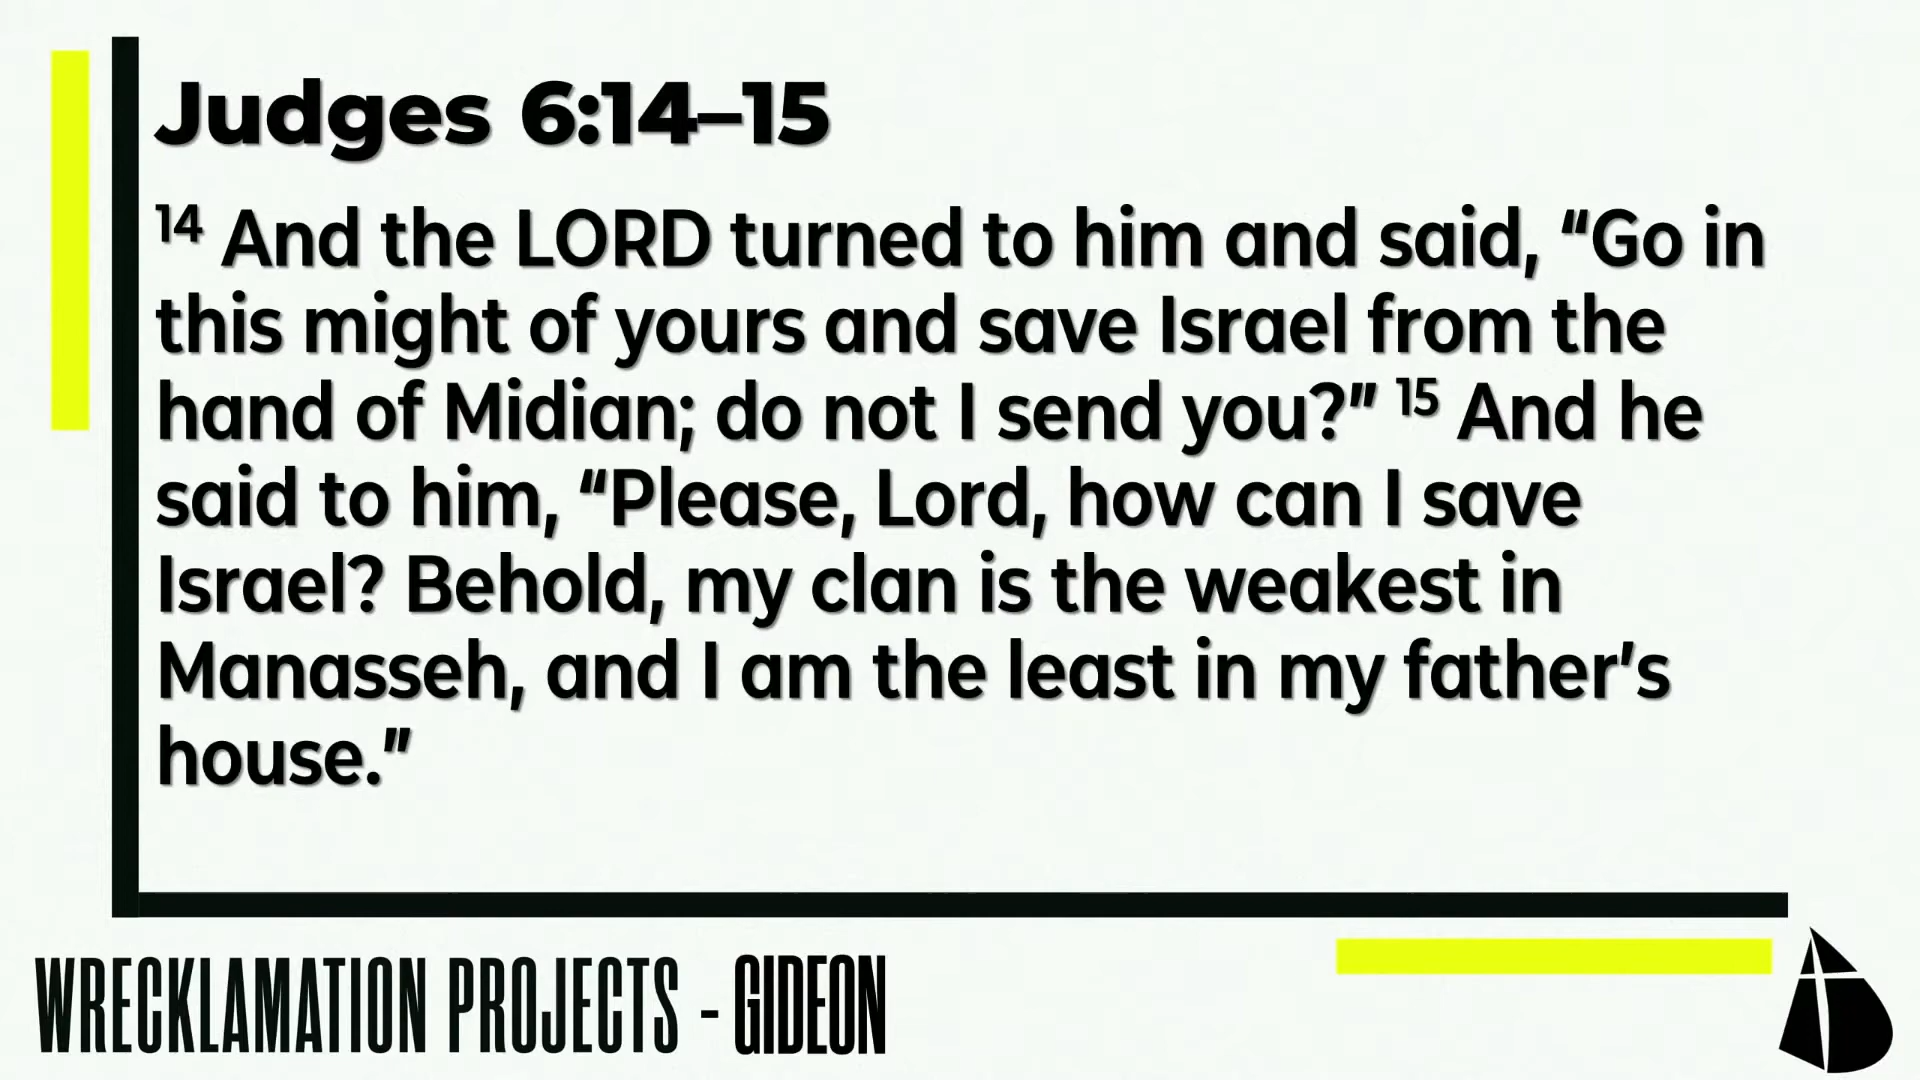 Judges 6:14–15
14 And the LORD turned to him and said, “Go in
this might of yours and save Israel from the
hand of Midian; do not I send you?” 15 And he
said to him, “Please, Lord, how can I save
Israel? Behold, my clan is the weakest in
Manasseh, and I am the least in my father’s
house.”
WRECKLAMATION PROJECTS - GIDEON